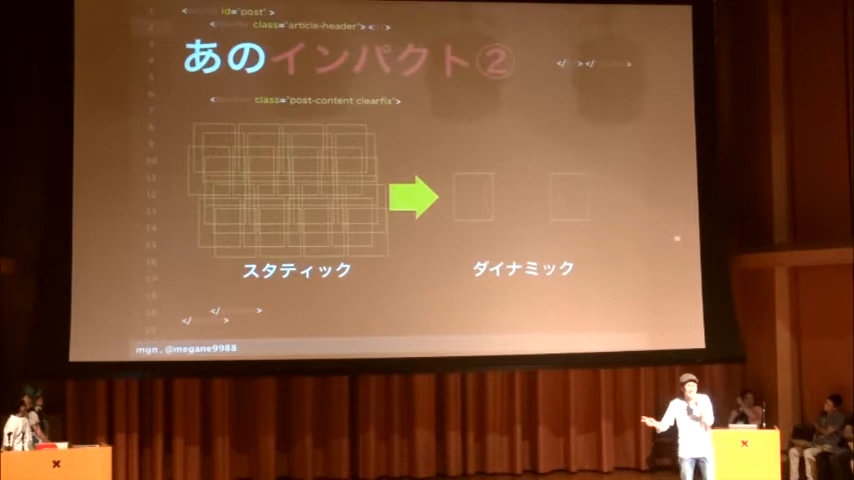 id="post" >
class="article-header"> < >
あのインパクト②
</ ></ >
< class="post-content clearfix">
スタティック
ダイナミック
</ >
</ >
mgn , @megane9988